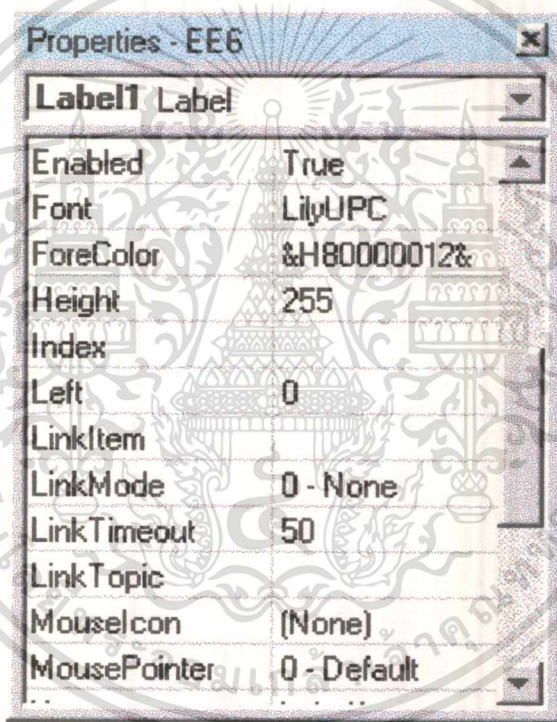 Properties - EE6
Label1 Label
Enabled True
Font LilyUPC
ForeColor &H80000012&
Height 255
Index
Left 0
LinkItem
LinkMode 0 - None
LinkTimeout 50
LinkTopic
MouseIcon (None)
MousePointer 0 - Default